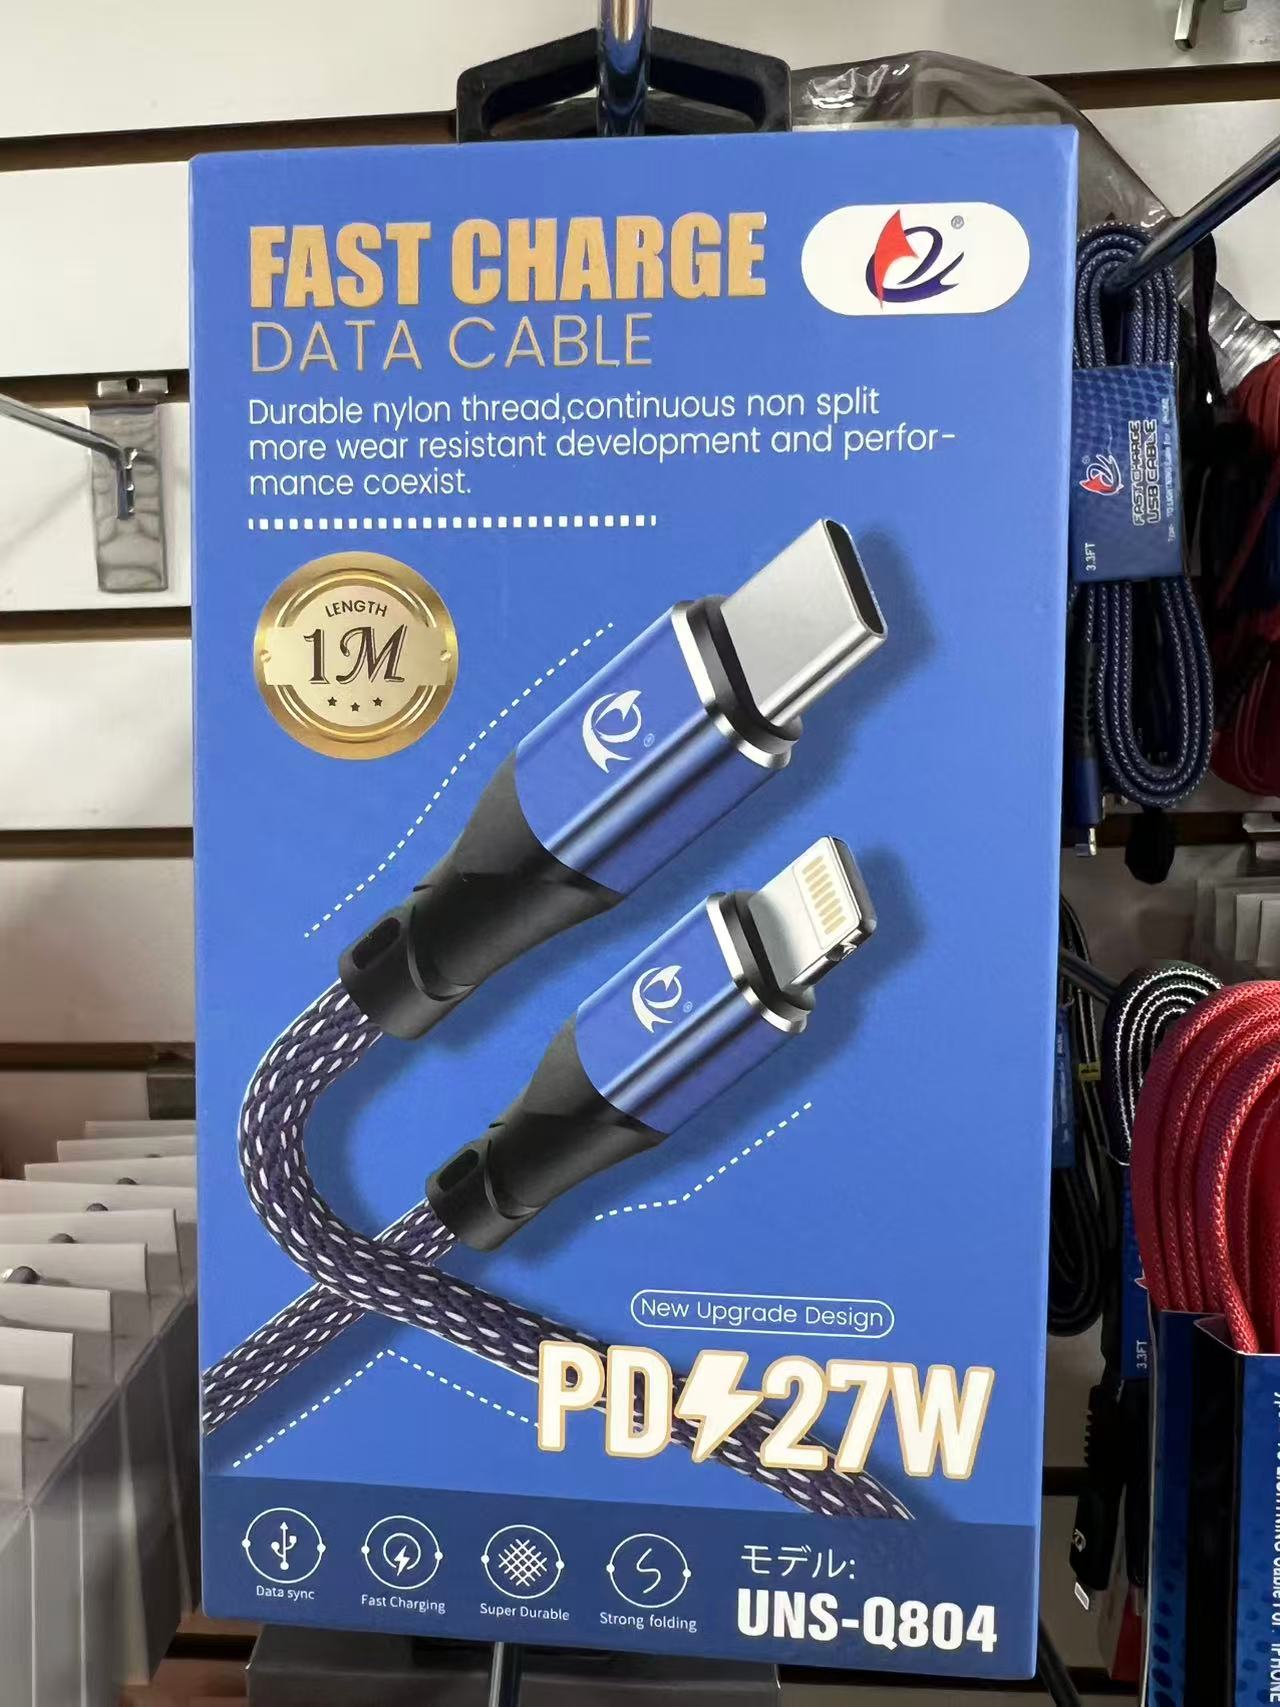 FAST CHARGE
DATA CABLE
Durable nylon thread,continuous non split
more wear resistant development and perfor-
mance coexist.
LENGTH
1M
New Upgrade Design
PD 27W
Data sync
Fast Charging
Super Durable
Strong folding
モデル:
UNS-Q804
FAST CHARGE
USB CABLE
3.3FT
3.3FT